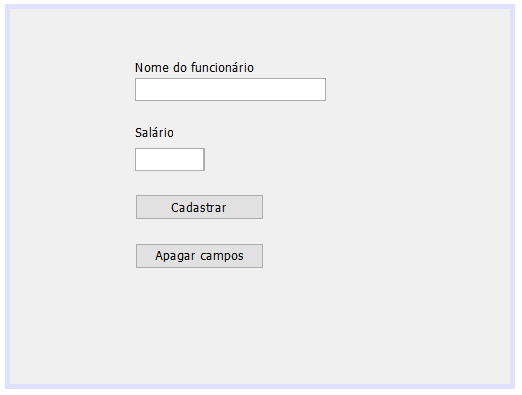 Nome do funcionário
Salário
Cadastrar
Apagar campos